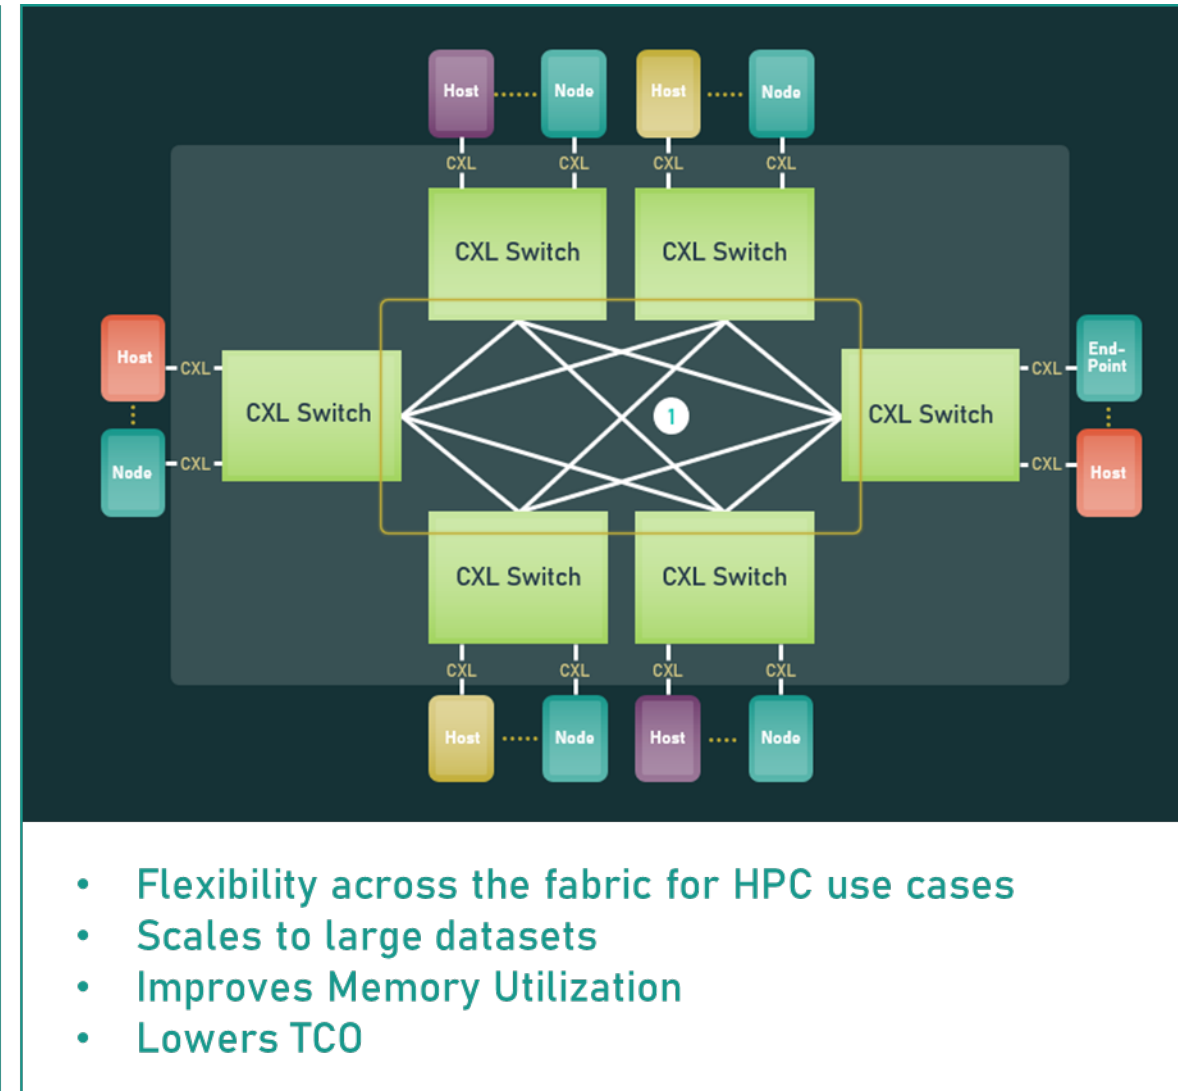 Host
Node
Host
Node
CXL
CXL
CXL
CXL
CXL Switch
CXL Switch
Host
CXL
CXL Switch
Node
CXL
1
CXL Switch
CXL
End-
Point
CXL
Host
CXL Switch
CXL Switch
CXL
CXL
CXL
CXL
Host
Node
Host
Node
• Flexibility across the fabric for HPC use cases
• Scales to large datasets
• Improves Memory Utilization
• Lowers TCO